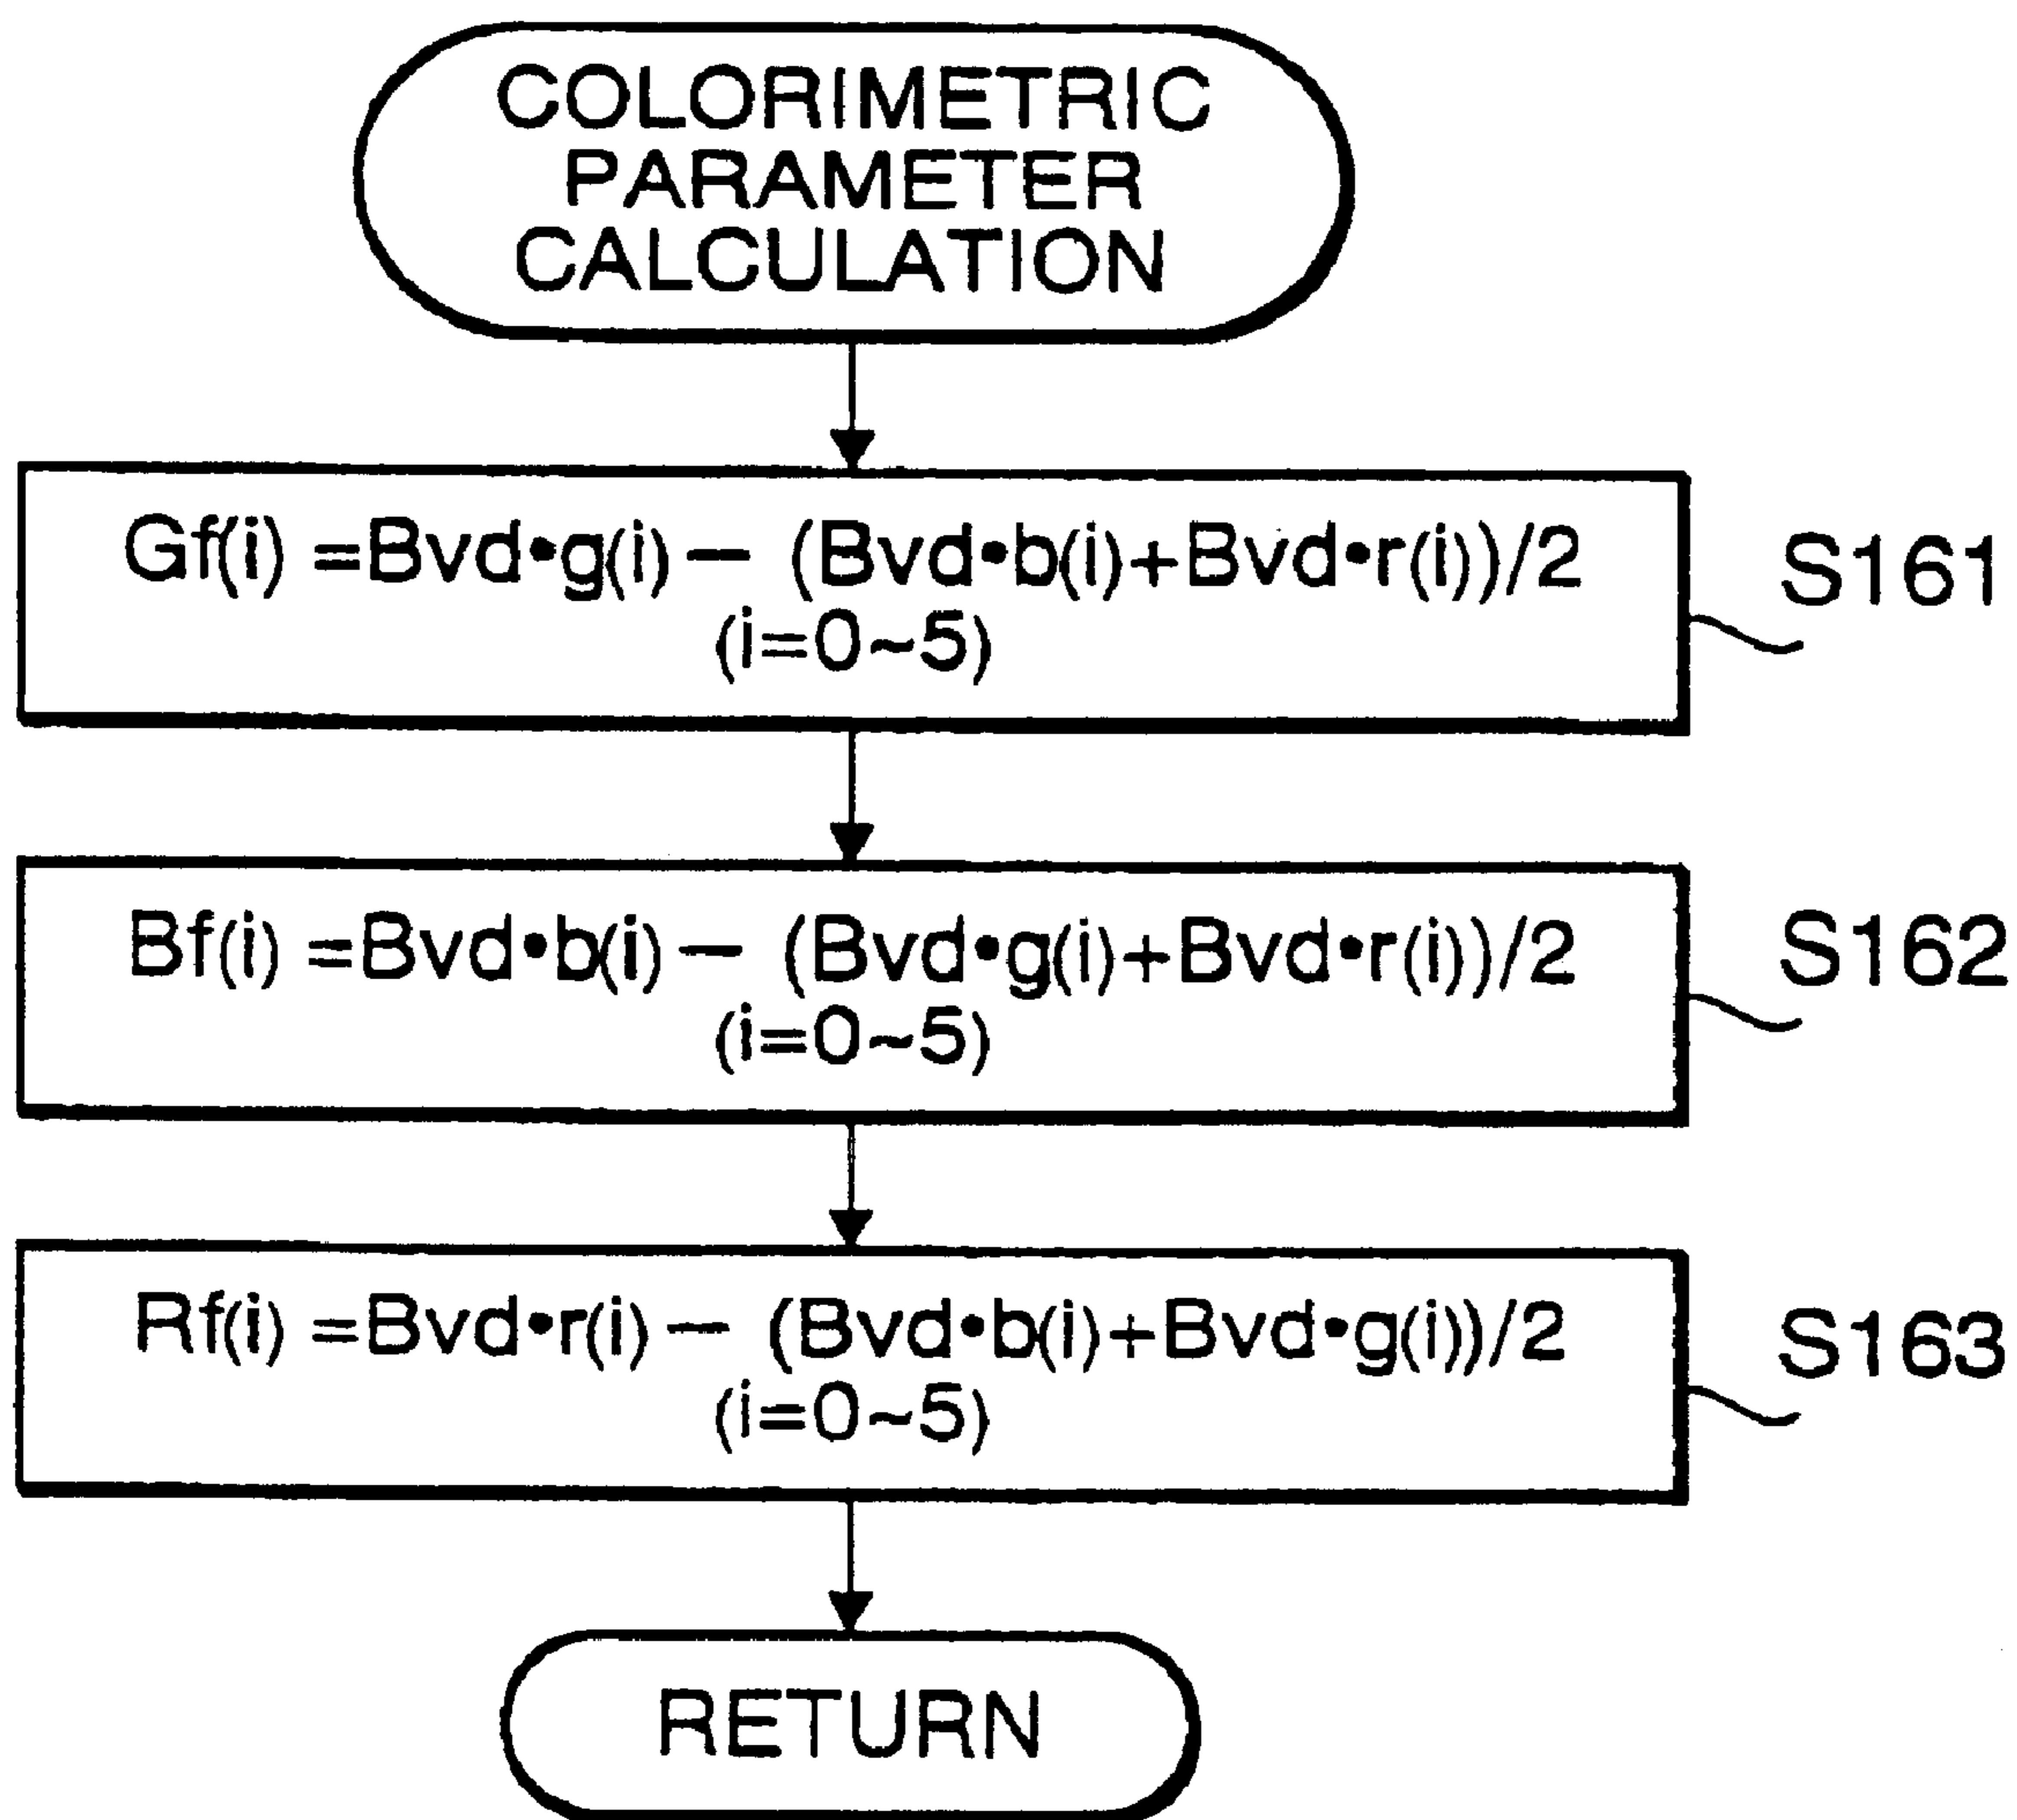 COLORIMETRIC
PARAMETER
CALCULATION
Gf(i) =Bvd•g(i)− (Bvd•b(i)+Bvd•r(i))/2
(i=0~5)
S161
Bf(i) =Bvd•b(i)− (Bvd•g(i)+Bvd•r(i))/2
(i=0~5)
S162
Rf(i) =Bvd•r(i)− (Bvd•b(i)+Bvd•g(i))/2
(i=0~5)
S163
RETURN